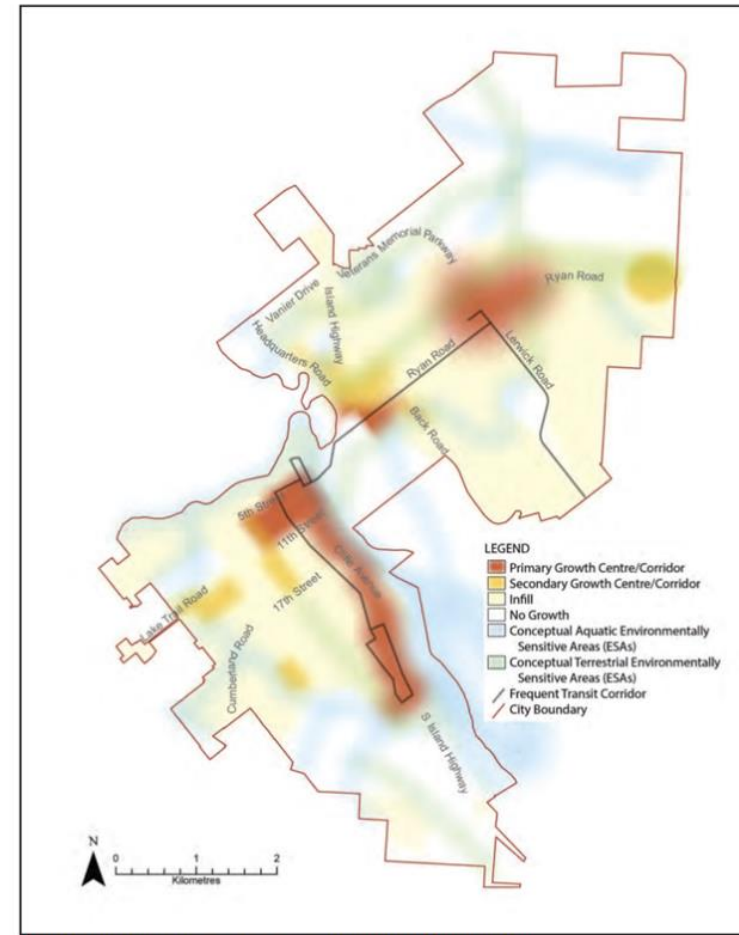 Veterans Memorial Parkway
Ryan Road
Vanier Drive
Island Highway
Headquarters Road
Ryan Road
Lerwick Road
Back Road
5th Street
11th Street
Cliffe Avenue
17th Street
Lake Trail Road
Cumberland Road
S Island Highway
LEGEND
Primary Growth Centre/Corridor
Secondary Growth Centre/Corridor
Infill
No Growth
Conceptual Aquatic Environmentally
Sensitive Areas (ESAs)
Conceptual Terrestrial Environmentally
Sensitive Areas (ESAs)
Frequent Transit Corridor
City Boundary
N
0 1 2
Kilometres